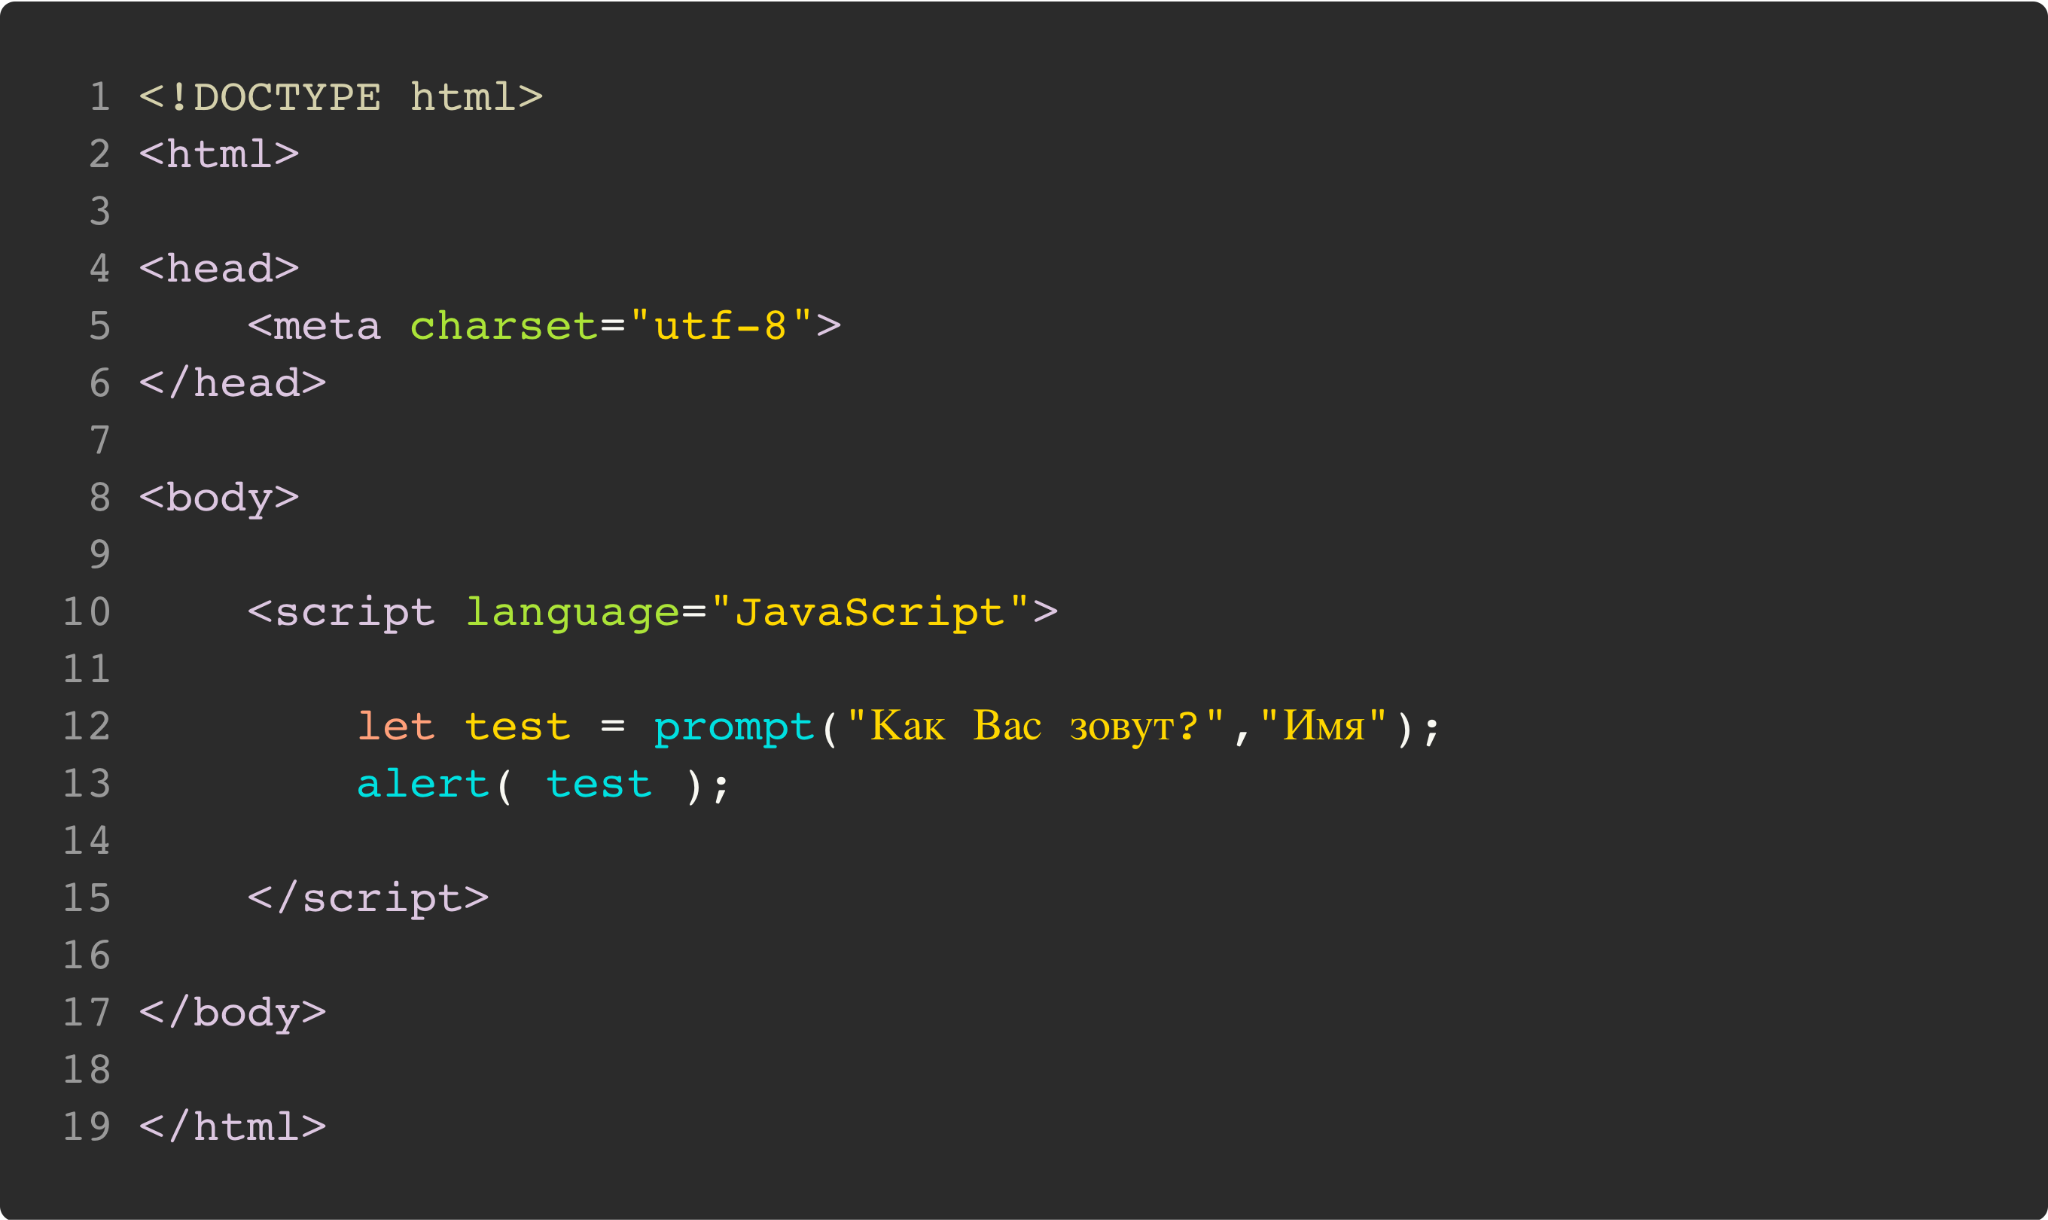 1 <!DOCTYPE html>
2 <html>
3
4 <head>
5     <meta charset="utf-8">
6 </head>
7
8 <body>
9
10     <script language="JavaScript">
11
12         let test = prompt("Как Вас зовут?","Имя");
13         alert( test );
14
15     </script>
16
17 </body>
18
19 </html>